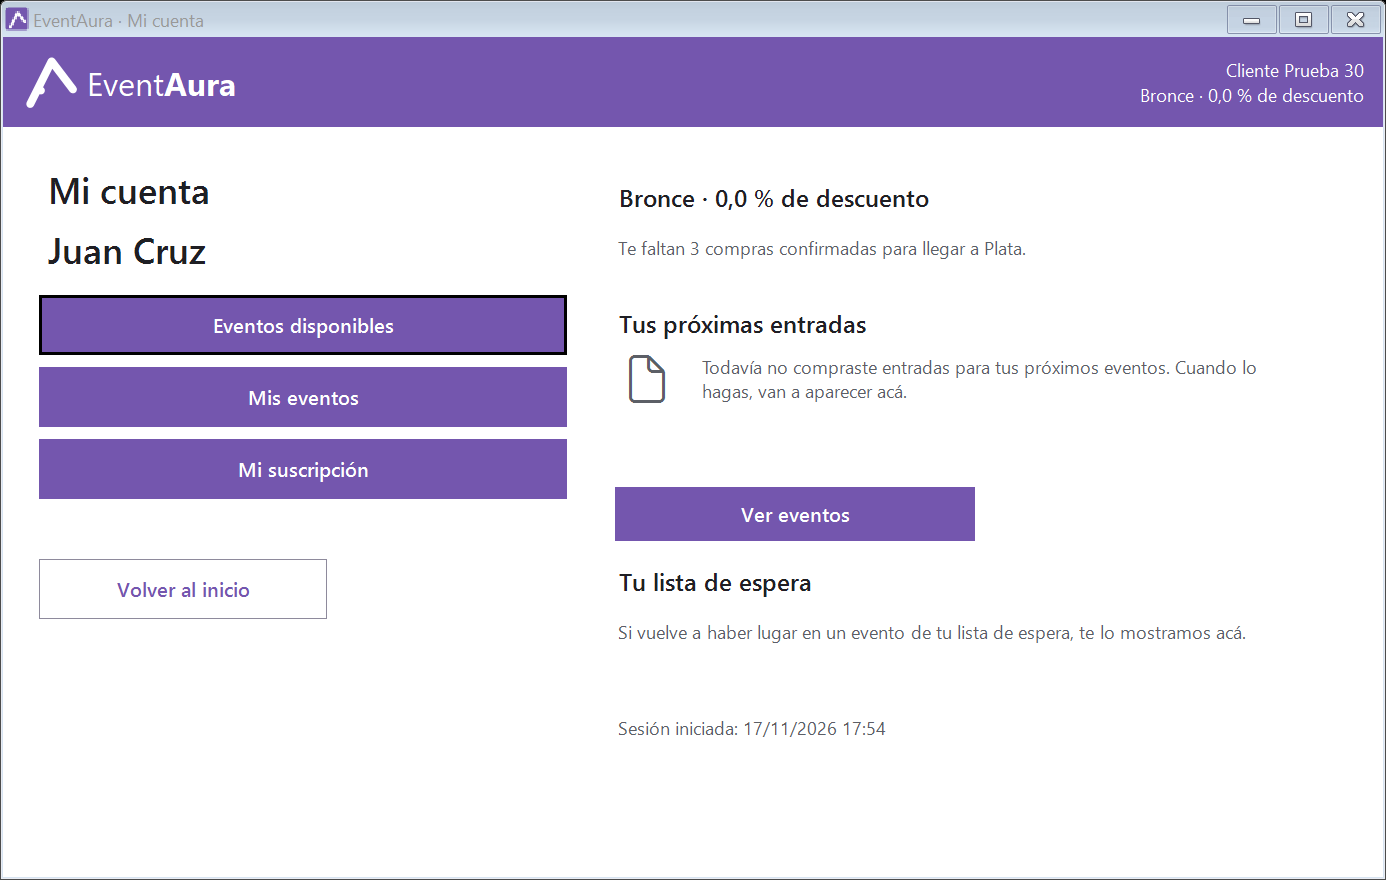 EventAura · Mi cuenta
EventAura
Cliente Prueba 30
Bronce · 0,0 % de descuento
Mi cuenta
Juan Cruz
Eventos disponibles
Mis eventos
Mi suscripción
Volver al inicio
Bronce · 0,0 % de descuento
Te faltan 3 compras confirmadas para llegar a Plata.
Tus próximas entradas
Todavía no compraste entradas para tus próximos eventos. Cuando lo
hagas, van a aparecer acá.
Ver eventos
Tu lista de espera
Si vuelve a haber lugar en un evento de tu lista de espera, te lo mostramos acá.
Sesión iniciada: 17/11/2026 17:54